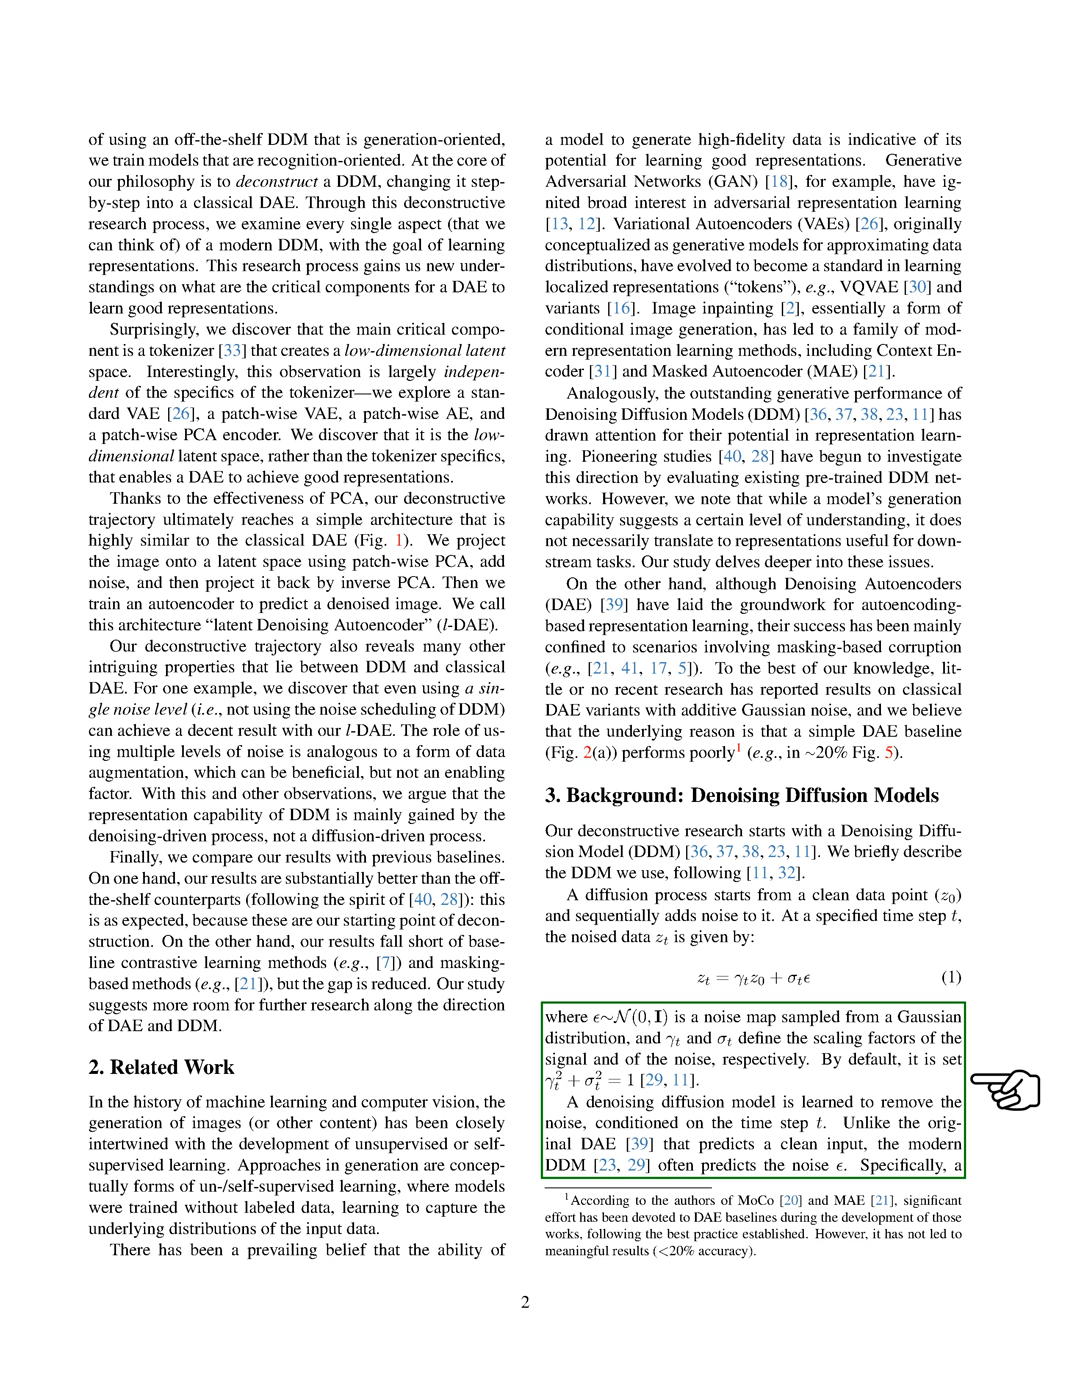 of using an off-the-shelf DDM that is generation-oriented,
we train models that are recognition-oriented. At the core of
our philosophy is to deconstruct a DDM, changing it step-
by-step into a classical DAE. Through this deconstructive
research process, we examine every single aspect (that we
can think of) of a modern DDM, with the goal of learning
representations. This research process gains us new under-
standings on what are the critical components for a DAE to
learn good representations.
Surprisingly, we discover that the main critical compo-
nent is a tokenizer [33] that creates a low-dimensional latent
space. Interestingly, this observation is largely indepen-
dent of the specifics of the tokenizer—we explore a stan-
dard VAE [26], a patch-wise VAE, a patch-wise AE, and
a patch-wise PCA encoder. We discover that it is the low-
dimensional latent space, rather than the tokenizer specifics,
that enables a DAE to achieve good representations.
Thanks to the effectiveness of PCA, our deconstructive
trajectory ultimately reaches a simple architecture that is
highly similar to the classical DAE (Fig. 1). We project
the image onto a latent space using patch-wise PCA, add
noise, and then project it back by inverse PCA. Then we
train an autoencoder to predict a denoised image. We call
this architecture “latent Denoising Autoencoder” (l-DAE).
Our deconstructive trajectory also reveals many other
intriguing properties that lie between DDM and classical
DAE. For one example, we discover that even using a sin-
gle noise level (i.e., not using the noise scheduling of DDM)
can achieve a decent result with our l-DAE. The role of us-
ing multiple levels of noise is analogous to a form of data
augmentation, which can be beneficial, but not an enabling
factor. With this and other observations, we argue that the
representation capability of DDM is mainly gained by the
denoising-driven process, not a diffusion-driven process.
Finally, we compare our results with previous baselines.
On one hand, our results are substantially better than the off-
the-shelf counterparts (following the spirit of [40, 28]): this
is as expected, because these are our starting point of decon-
struction. On the other hand, our results fall short of base-
line contrastive learning methods (e.g., [7]) and masking-
based methods (e.g., [21]), but the gap is reduced. Our study
suggests more room for further research along the direction
of DAE and DDM.
2. Related Work
In the history of machine learning and computer vision, the
generation of images (or other content) has been closely
intertwined with the development of unsupervised or self-
supervised learning. Approaches in generation are concep-
tually forms of un-/self-supervised learning, where models
were trained without labeled data, learning to capture the
underlying distributions of the input data.
There has been a prevailing belief that the ability of
a model to generate high-fidelity data is indicative of its
potential for learning good representations. Generative
Adversarial Networks (GAN) [18], for example, have ig-
nited broad interest in adversarial representation learning
[13, 12]. Variational Autoencoders (VAEs) [26], originally
conceptualized as generative models for approximating data
distributions, have evolved to become a standard in learning
localized representations (“tokens”), e.g., VQVAE [30] and
variants [16]. Image inpainting [2], essentially a form of
conditional image generation, has led to a family of mod-
ern representation learning methods, including Context En-
coder [31] and Masked Autoencoder (MAE) [21].
Analogously, the outstanding generative performance of
Denoising Diffusion Models (DDM) [36, 37, 38, 23, 11] has
drawn attention for their potential in representation learn-
ing. Pioneering studies [40, 28] have begun to investigate
this direction by evaluating existing pre-trained DDM net-
works. However, we note that while a model’s generation
capability suggests a certain level of understanding, it does
not necessarily translate to representations useful for down-
stream tasks. Our study delves deeper into these issues.
On the other hand, although Denoising Autoencoders
(DAE) [39] have laid the groundwork for autoencoding-
based representation learning, their success has been mainly
confined to scenarios involving masking-based corruption
(e.g., [21, 41, 17, 5]). To the best of our knowledge, lit-
tle or no recent research has reported results on classical
DAE variants with additive Gaussian noise, and we believe
that the underlying reason is that a simple DAE baseline
(Fig. 2(a)) performs poorly¹ (e.g., in ~20% Fig. 5).
3. Background: Denoising Diffusion Models
Our deconstructive research starts with a Denoising Diffu-
sion Model (DDM) [36, 37, 38, 23, 11]. We briefly describe
the DDM we use, following [11, 32].
A diffusion process starts from a clean data point (z₀)
and sequentially adds noise to it. At a specified time step t,
the noised data zₜ is given by:
zₜ = γₜz₀ + σₜϵ (1)
where ϵ∼N(0, I) is a noise map sampled from a Gaussian
distribution, and γₜ and σₜ define the scaling factors of the
signal and of the noise, respectively. By default, it is set
γₜ² + σₜ² = 1 [29, 11].
A denoising diffusion model is learned to remove the
noise, conditioned on the time step t. Unlike the orig-
inal DAE [39] that predicts a clean input, the modern
DDM [23, 29] often predicts the noise ϵ. Specifically, a
¹According to the authors of MoCo [20] and MAE [21], significant
effort has been devoted to DAE baselines during the development of those
works, following the best practice established. However, it has not led to
meaningful results (<20% accuracy).
2